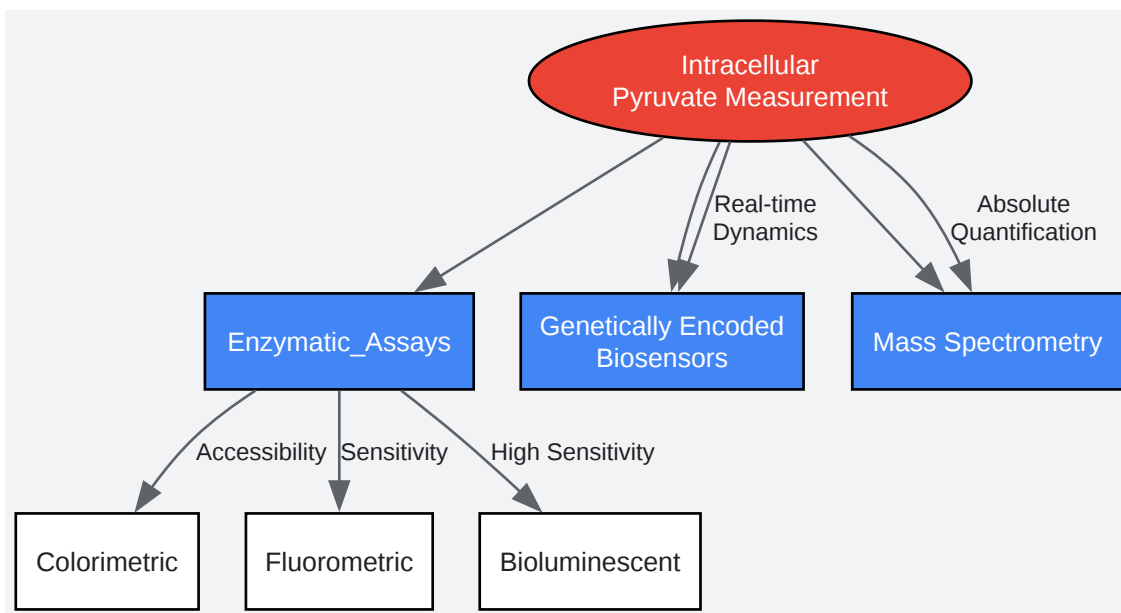 Intracellular
Pyruvate Measurement
Real-time
Dynamics
Absolute
Quantification
Enzymatic_Assays
Genetically Encoded
Biosensors
Mass Spectrometry
Accessibility
Sensitivity
High Sensitivity
Colorimetric
Fluorometric
Bioluminescent